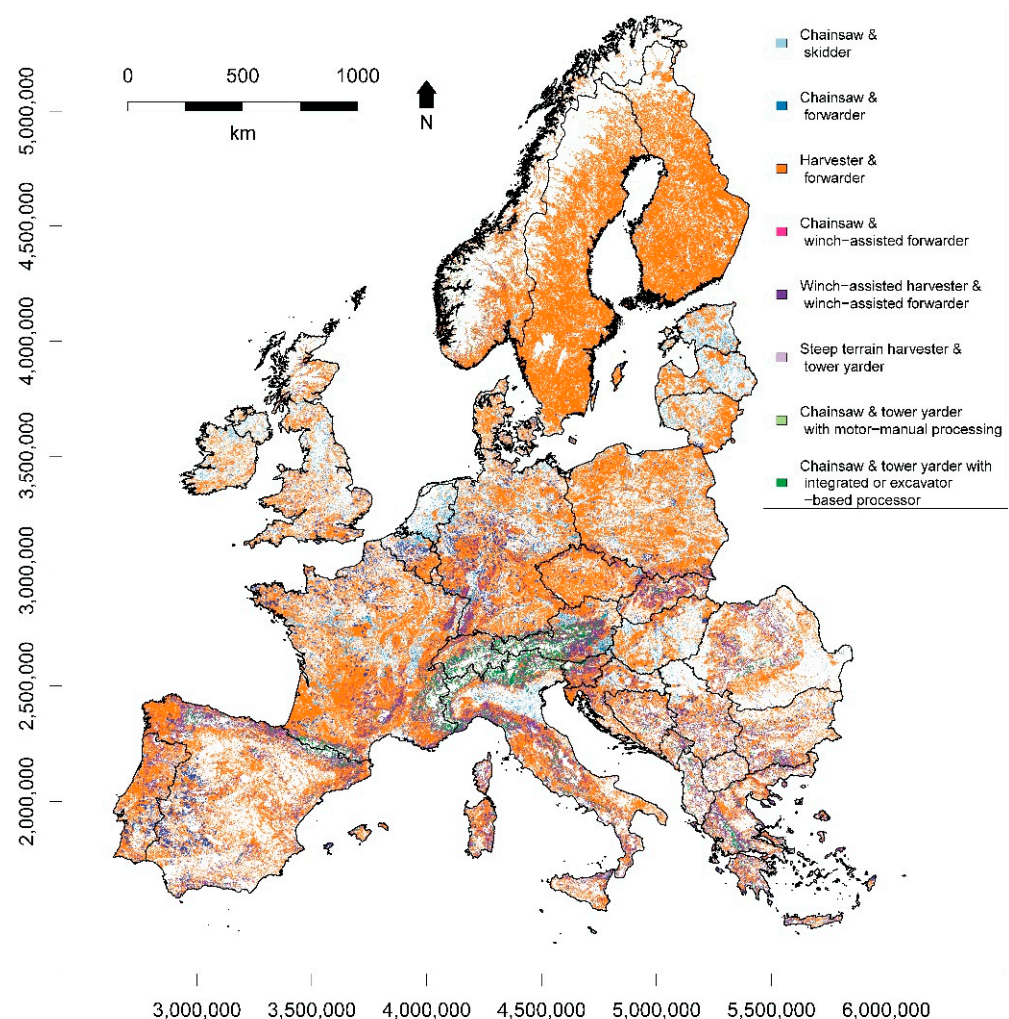 0 500 1000
km
N
Chainsaw &
skidder
Chainsaw &
forwarder
Harvester &
forwarder
Chainsaw &
winch−assisted forwarder
Winch−assisted harvester &
winch−assisted forwarder
Steep terrain harvester &
tower yarder
Chainsaw & tower yarder
with motor−manual processing
Chainsaw & tower yarder with
integrated or excavator
−based processor
5,000,000
4,500,000
4,000,000
3,500,000
3,000,000
2,500,000
2,000,000
3,000,000 3,500,000 4,000,000 4,500,000 5,000,000 5,500,000 6,000,000